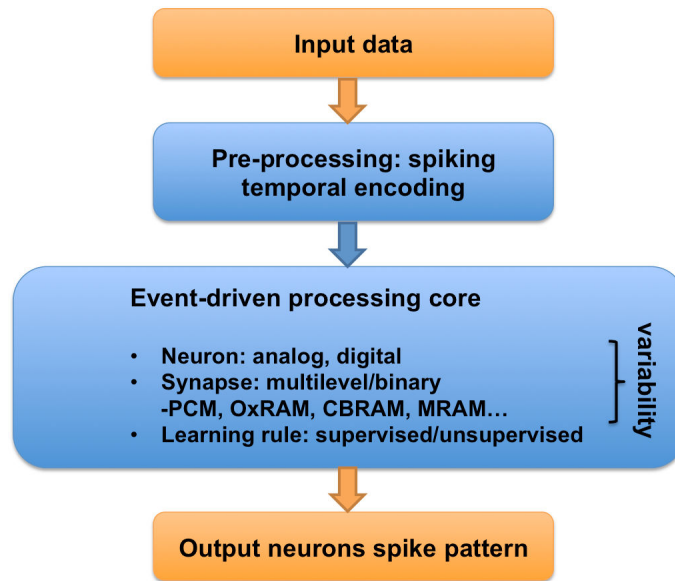 Input data
Pre-processing: spiking
temporal encoding
Event-driven processing core
• Neuron: analog, digital
• Synapse: multilevel/binary
-PCM, OxRAM, CBRAM, MRAM…
• Learning rule: supervised/unsupervised
variability
Output neurons spike pattern